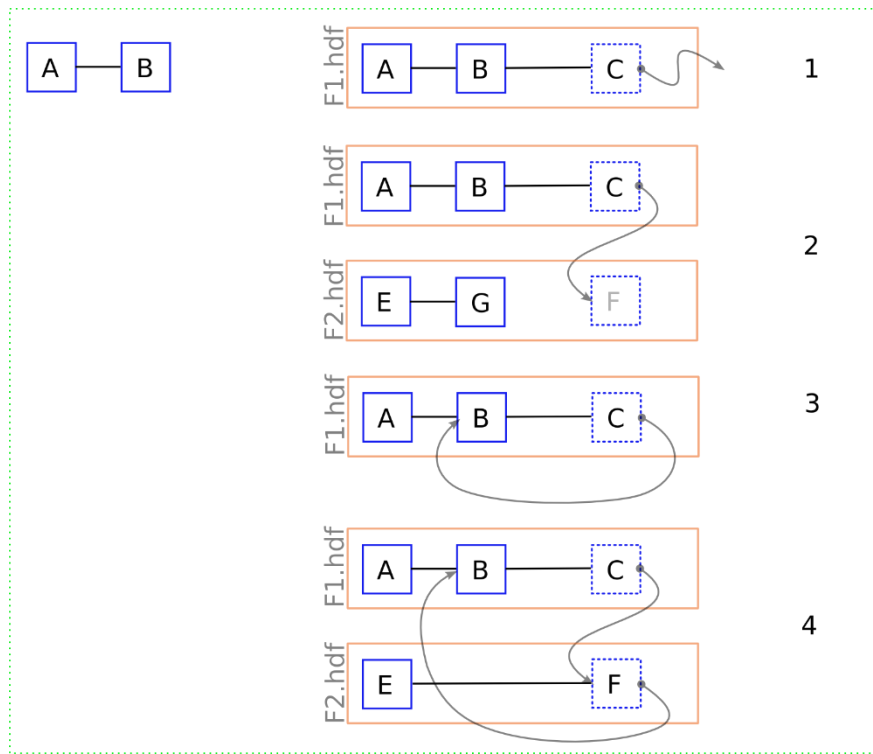 A B
F1.hdf A B C 1
F1.hdf A B C
2
F2.hdf E G F
F1.hdf A B C 3
F1.hdf A B C
4
F2.hdf E F